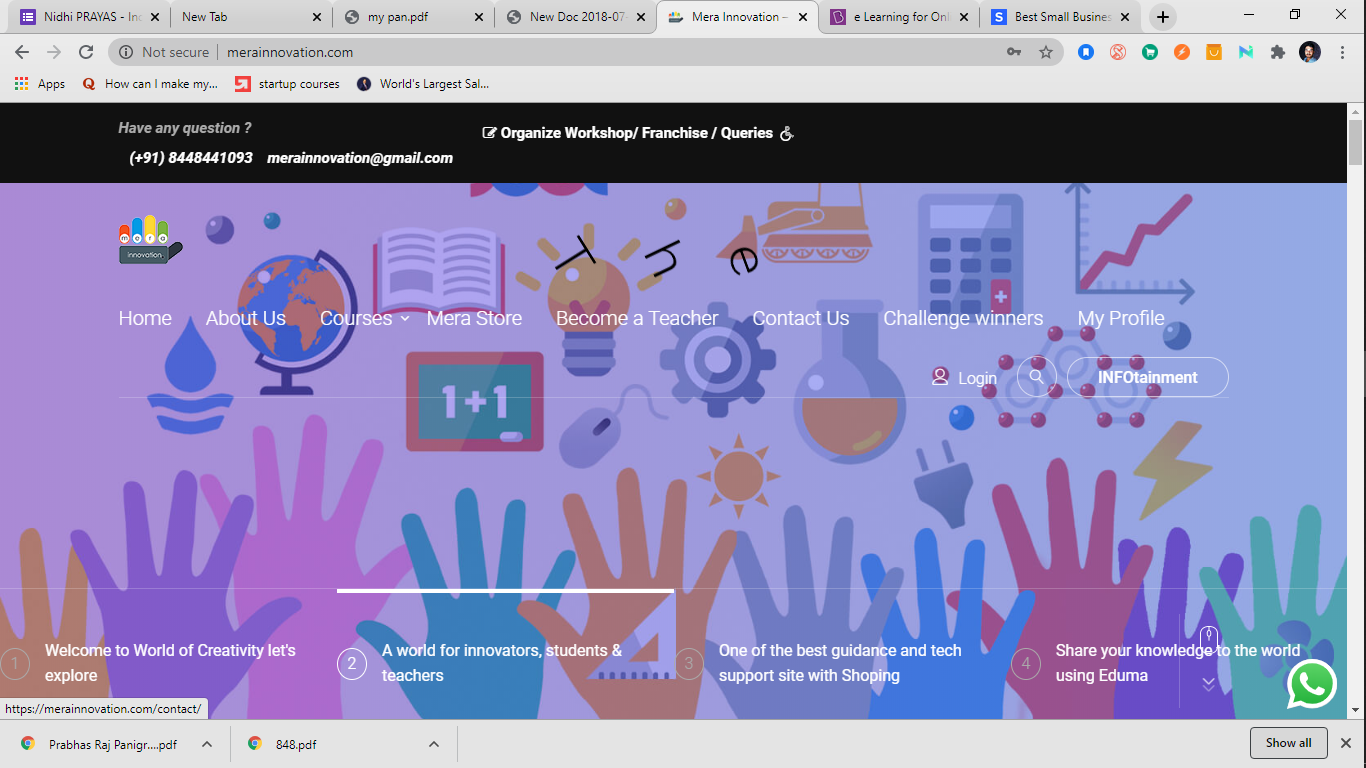 Nidhi PRAYAS - Inc
New Tab
my pan.pdf
New Doc 2018-07-
Mera Innovation –
e Learning for Onl
Best Small Busines
Not secure
merainnovation.com
Apps
How can I make my...
startup courses
World's Largest Sal...
Have any question ?
Organize Workshop/ Franchise / Queries
(+91) 8448441093 merainnovation@gmail.com
mera
innovation
The
Home About Us Courses Mera Store Become a Teacher Contact Us Challenge winners My Profile
1+1
Login
INFOtainment
1
Welcome to World of Creativity let's
explore
2
A world for innovators, students &
teachers
3
One of the best guidance and tech
support site with Shoping
4
Share your knowledge to the world
using Eduma
https://merainnovation.com/contact/
Prabhas Raj Panigr....pdf
848.pdf
Show all